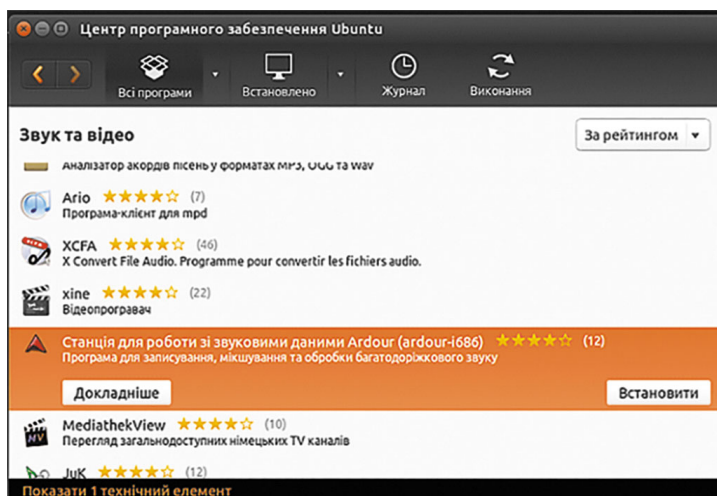 Центр програмного забезпечення Ubuntu
Всі програми
Встановлено
Журнал
Виконання
Звук та відео
За рейтингом
Аналізатор акордів пісень у форматах MP3, OGG та Wav
Ario (7)
Програма-клієнт для mpd
XCFA (46)
X Convert File Audio. Programme pour convertir les fichiers audio.
xine (22)
Відеопрогравач
Станція для роботи зі звуковими даними Ardour (ardour-i686) (12)
Програма для записування, мікшування та обробки багатодоріжкового звуку
Докладніше
Встановити
MediathekView (10)
Перегляд загальнодоступних німецьких TV каналів
JuK (12)
Показати 1 технічний елемент